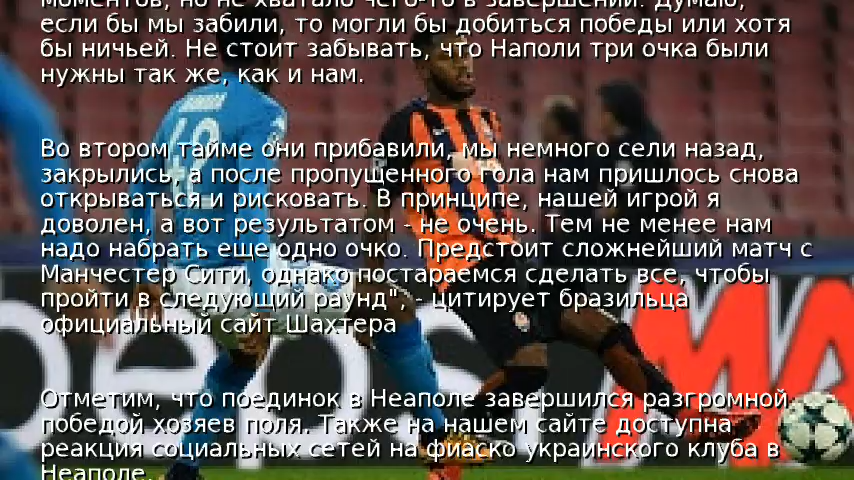 моментов, но не хватало чего-то в завершении. Думаю,
если бы мы забили, то могли бы добиться победы или хотя
бы ничьей. Не стоит забывать, что Наполи три очка были
нужны так же, как и нам.
Во втором тайме они прибавили, мы немного сели назад,
закрылись, а после пропущенного гола нам пришлось снова
открываться и рисковать. В принципе, нашей игрой я
доволен, а вот результатом - не очень. Тем не менее нам
надо набрать еще одно очко. Предстоит сложнейший матч с
Манчестер Сити, однако постараемся сделать все, чтобы
пройти в следующий раунд", - цитирует бразильца
официальный сайт Шахтера
Отметим, что поединок в Неаполе завершился разгромной
победой хозяев поля. Также на нашем сайте доступна
реакция социальных сетей на фиаско украинского клуба в
Неаполе.